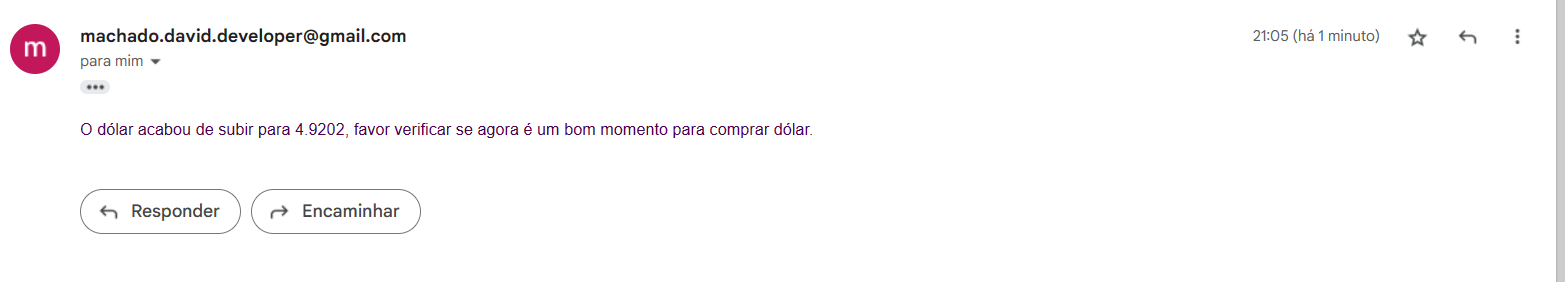 m
machado.david.developer@gmail.com
21:05 (há 1 minuto)
para mim
O dólar acabou de subir para 4.9202, favor verificar se agora é um bom momento para comprar dólar.
Responder
Encaminhar